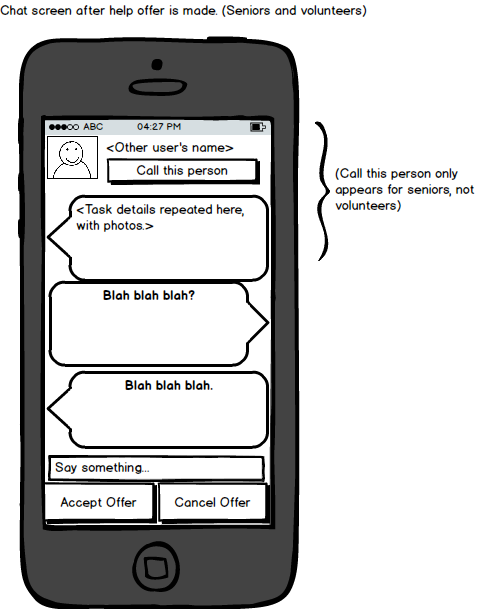 Chat screen after help offer is made. (Seniors and volunteers)
ABC 04:27 PM
<Other user's name>
Call this person
(Call this person only
appears for seniors, not
volunteers)
<Task details repeated here,
with photos.>
Blah blah blah?
Blah blah blah.
Say something...
Accept Offer Cancel Offer